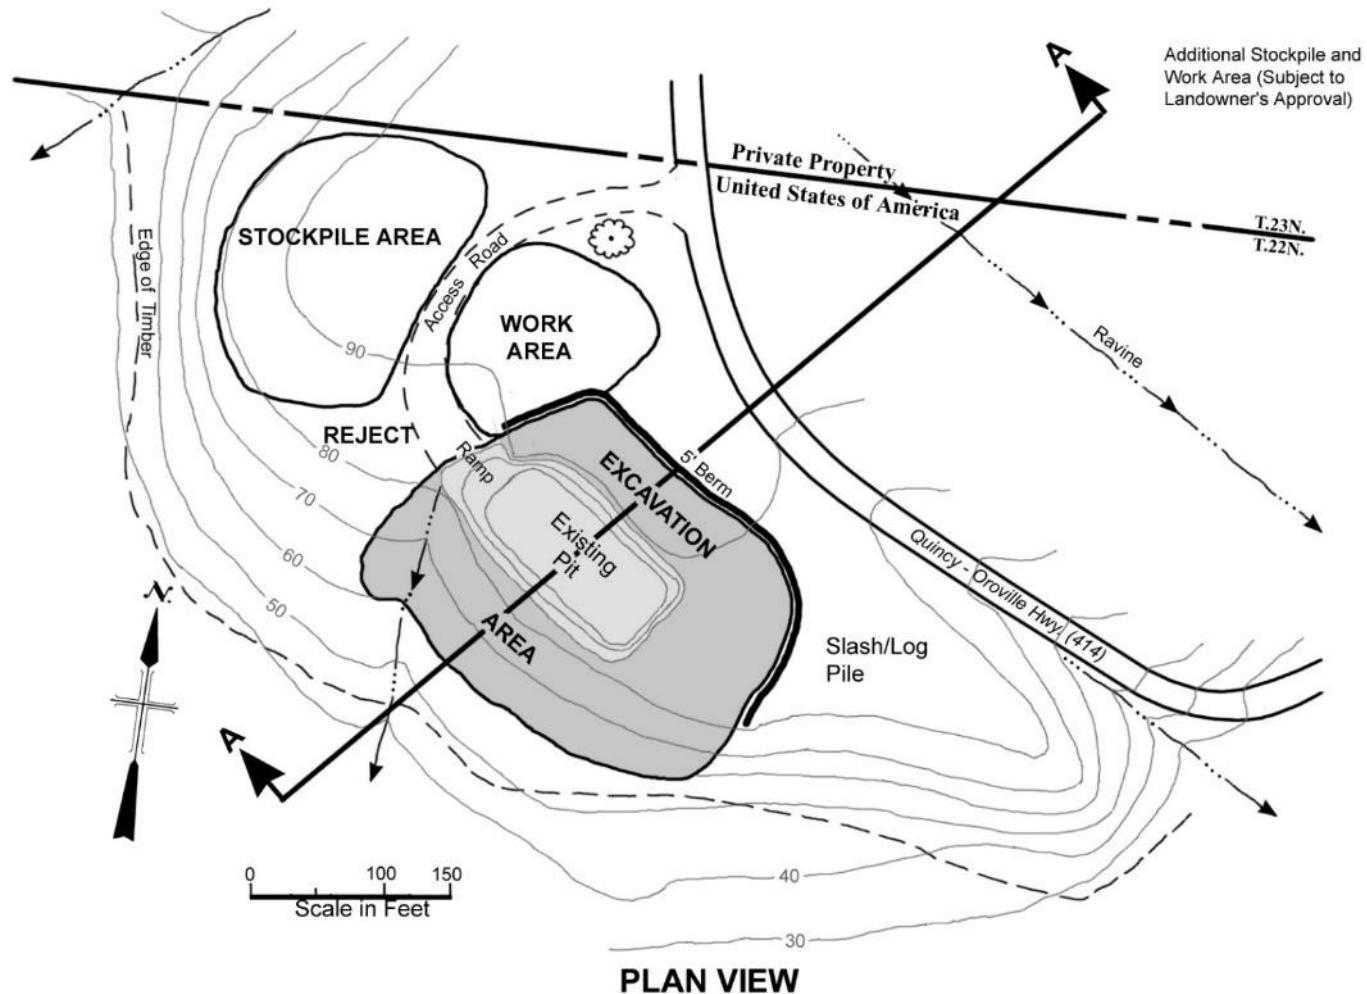 A
Additional Stockpile and
Work Area (Subject to
Landowner's Approval)
Private Property
United States of America
T.23N.
T.22N.
STOCKPILE AREA
Edge of Timber
Access Road
WORK
AREA
90
Ravine
REJECT
80
Ramp
5' Berm
EXCAVATION
70
Existing
Pit
60
Quincy - Oroville Hwy. (414)
50
N.
AREA
Slash/Log
Pile
A
0 100 150
Scale in Feet
40
30
PLAN VIEW